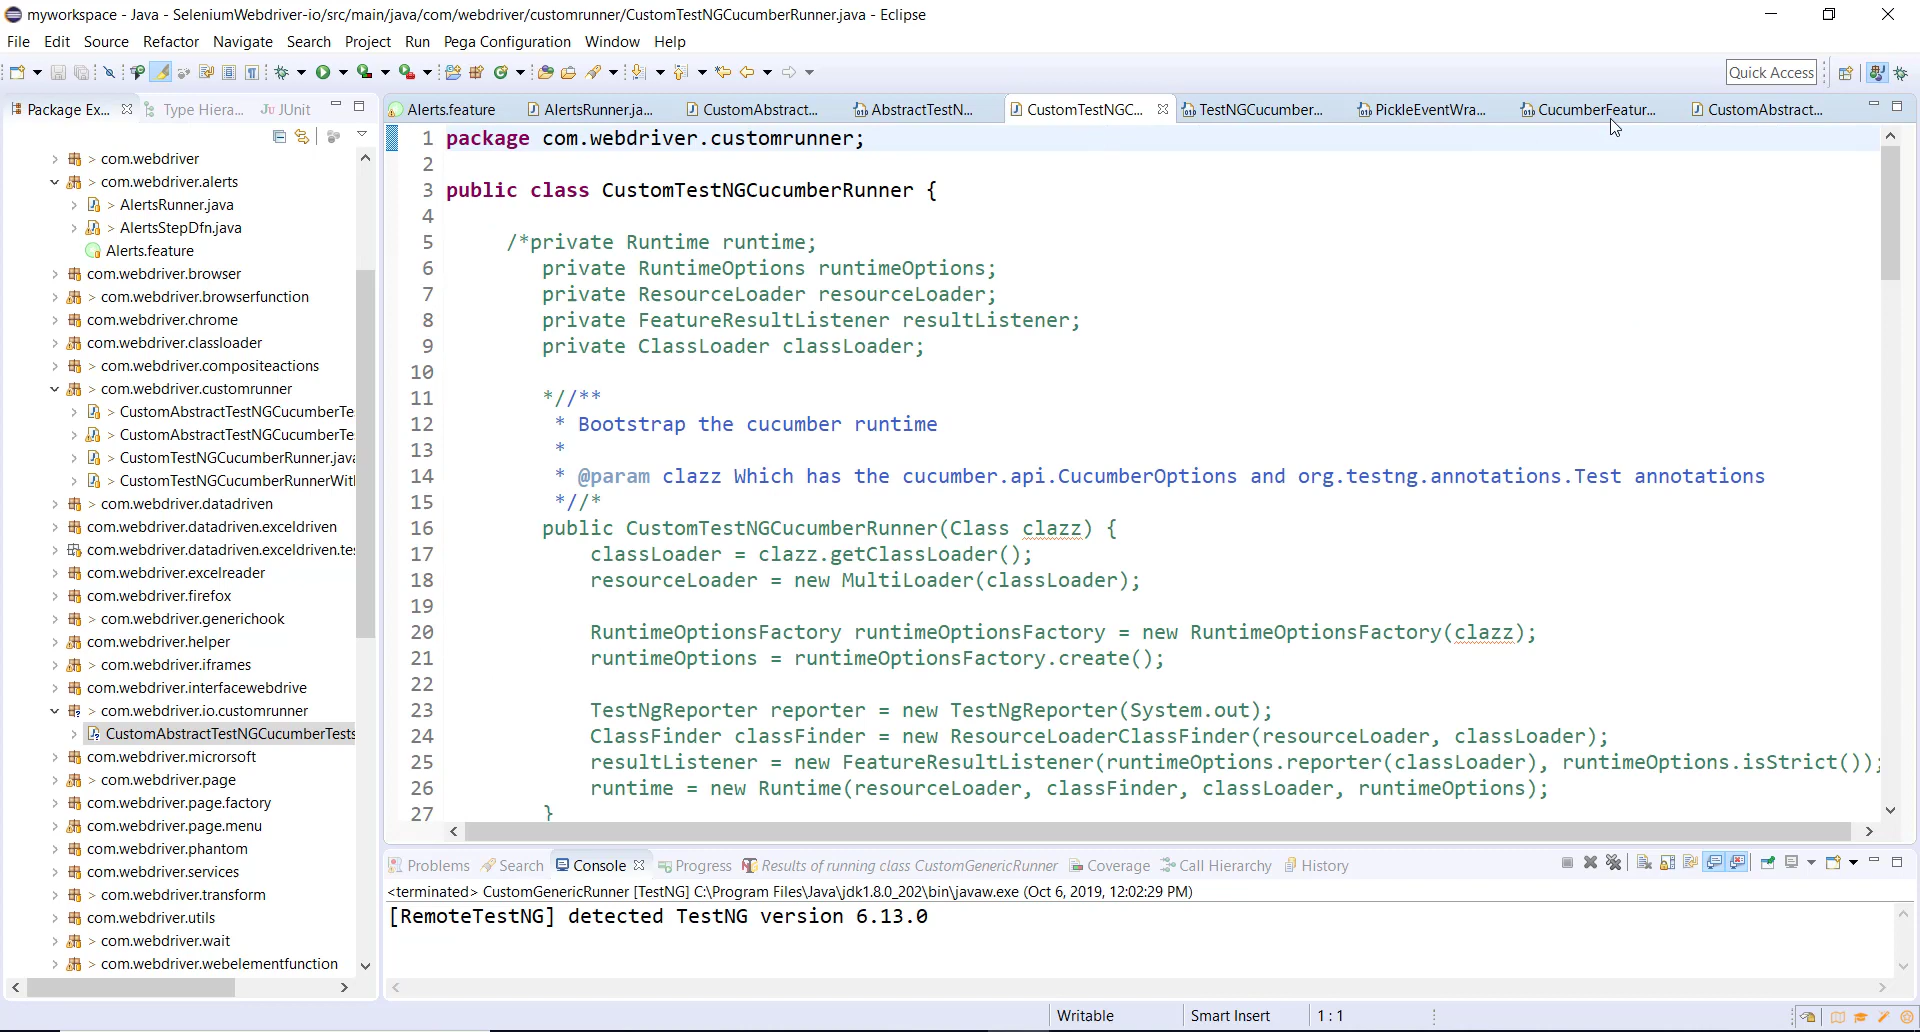 myworkspace - Java - SeleniumWebdriver-io/src/main/java/com/webdriver/customrunner/CustomTestNGCucumberRunner.java - Eclipse
File Edit Source Refactor Navigate Search Project Run Pega Configuration Window Help
Quick Access
Package Ex... Type Hiera... JUnit
Alerts.feature AlertsRunner.ja... CustomAbstract... AbstractTestN... CustomTestNGC... TestNGCucumber... PickleEventWra... CucumberFeatur... CustomAbstract...
> com.webdriver
> com.webdriver.alerts
> AlertsRunner.java
> AlertsStepDfn.java
Alerts.feature
com.webdriver.browser
> com.webdriver.browserfunction
com.webdriver.chrome
com.webdriver.classloader
> com.webdriver.compositeactions
> com.webdriver.customrunner
> CustomAbstractTestNGCucumberTe
> CustomAbstractTestNGCucumberTe
> CustomTestNGCucumberRunner.java
> CustomTestNGCucumberRunnerWitl
> com.webdriver.datadriven
com.webdriver.datadriven.exceldriven
com.webdriver.datadriven.exceldriven.tes
com.webdriver.excelreader
com.webdriver.firefox
> com.webdriver.generichook
com.webdriver.helper
> com.webdriver.iframes
com.webdriver.interfacewebdrive
> com.webdriver.io.customrunner
CustomAbstractTestNGCucumberTests
com.webdriver.microrsoft
> com.webdriver.page
com.webdriver.page.factory
com.webdriver.page.menu
com.webdriver.phantom
com.webdriver.services
> com.webdriver.transform
com.webdriver.utils
> com.webdriver.wait
> com.webdriver.webelementfunction
1 package com.webdriver.customrunner;
2
3 public class CustomTestNGCucumberRunner {
4
5 /*private Runtime runtime;
6 private RuntimeOptions runtimeOptions;
7 private ResourceLoader resourceLoader;
8 private FeatureResultListener resultListener;
9 private ClassLoader classLoader;
10
11 *//**
12 * Bootstrap the cucumber runtime
13 *
14 * @param clazz Which has the cucumber.api.CucumberOptions and org.testng.annotations.Test annotations
15 *//*
16 public CustomTestNGCucumberRunner(Class clazz) {
17 classLoader = clazz.getClassLoader();
18 resourceLoader = new MultiLoader(classLoader);
19
20 RuntimeOptionsFactory runtimeOptionsFactory = new RuntimeOptionsFactory(clazz);
21 runtimeOptions = runtimeOptionsFactory.create();
22
23 TestNgReporter reporter = new TestNgReporter(System.out);
24 ClassFinder classFinder = new ResourceLoaderClassFinder(resourceLoader, classLoader);
25 resultListener = new FeatureResultListener(runtimeOptions.reporter(classLoader), runtimeOptions.isStrict());
26 runtime = new Runtime(resourceLoader, classFinder, classLoader, runtimeOptions);
27 }
Problems Search Console Progress Results of running class CustomGenericRunner Coverage Call Hierarchy History
<terminated> CustomGenericRunner [TestNG] C:\Program Files\Java\jdk1.8.0_202\bin\javaw.exe (Oct 6, 2019, 12:02:29 PM)
[RemoteTestNG] detected TestNG version 6.13.0
Writable Smart Insert 1 : 1